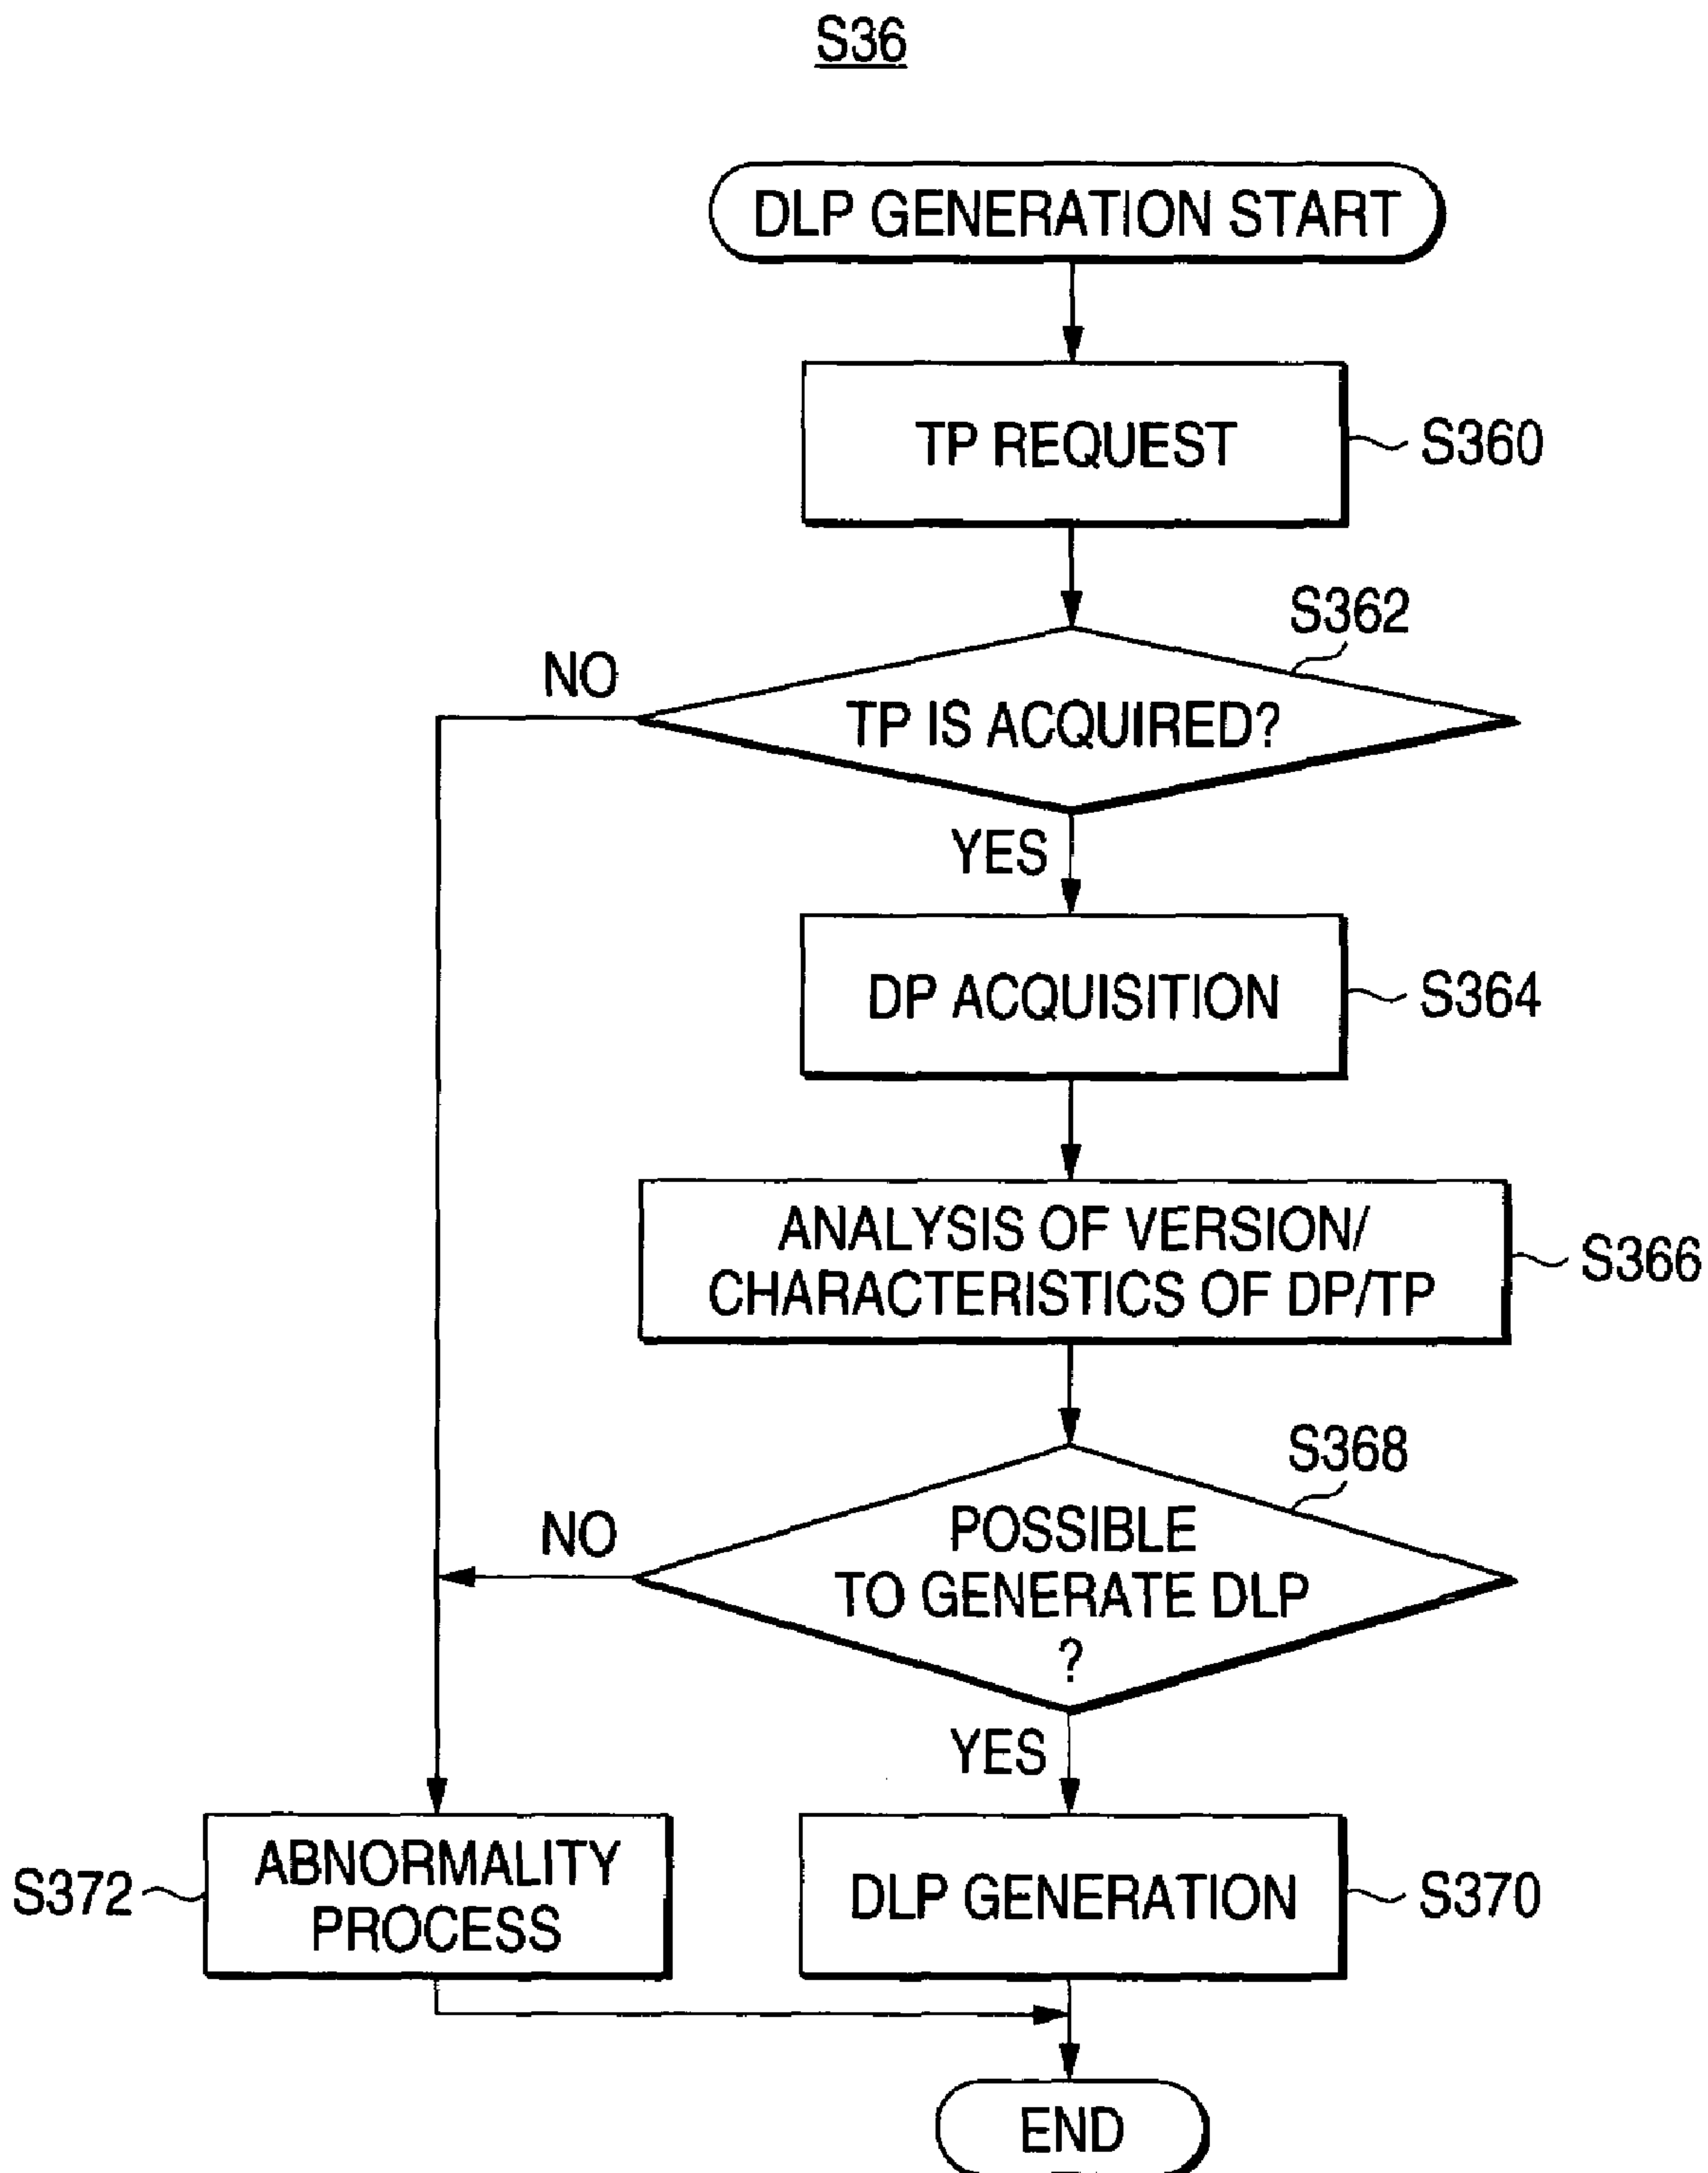 S36
DLP GENERATION START
TP REQUEST
S360
S362
NO
TP IS ACQUIRED?
YES
DP ACQUISITION
S364
ANALYSIS OF VERSION/
CHARACTERISTICS OF DP/TP
S366
S368
NO
POSSIBLE
TO GENERATE DLP
?
YES
S372
ABNORMALITY
PROCESS
DLP GENERATION
S370
END